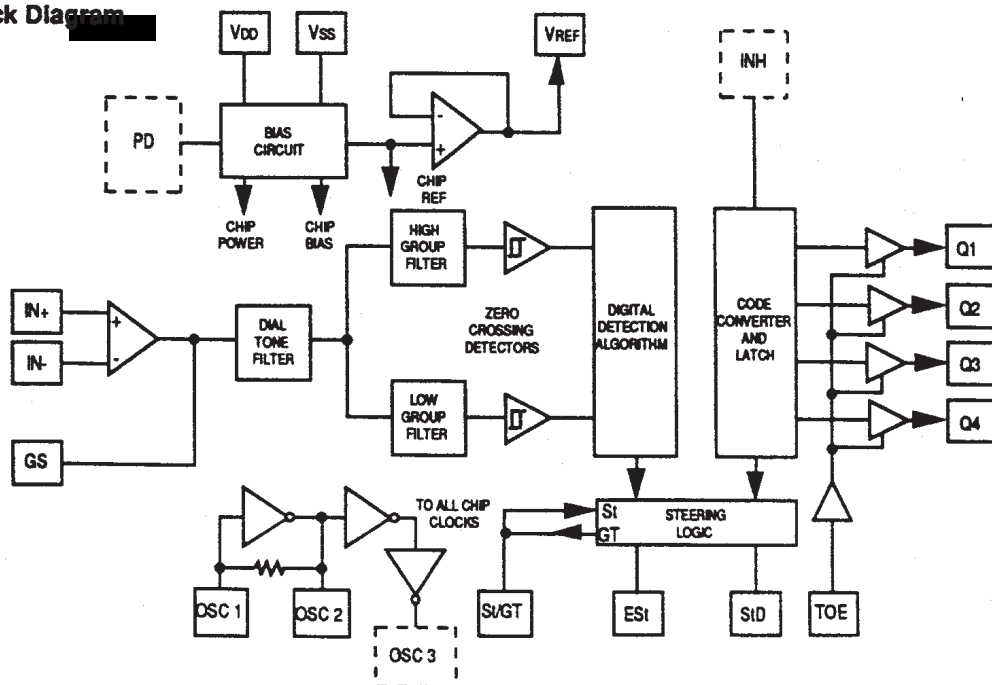 ck Diagram
VDD
VSS
VREF
INH
PD
BIAS
CIRCUIT
-
+
CHIP
REF
CHIP
POWER
CHIP
BIAS
HIGH
GROUP
FILTER
Q1
IN+
+
DIAL
TONE
FILTER
ZERO
CROSSING
DETECTORS
DIGITAL
DETECTION
ALGORITHM
CODE
CONVERTER
AND
LATCH
Q2
IN-
-
Q3
LOW
GROUP
FILTER
Q4
GS
TO ALL CHIP
CLOCKS
St
GT
STEERING
LOGIC
OSC 1
OSC 2
St/GT
ESt
StD
TOE
OSC 3